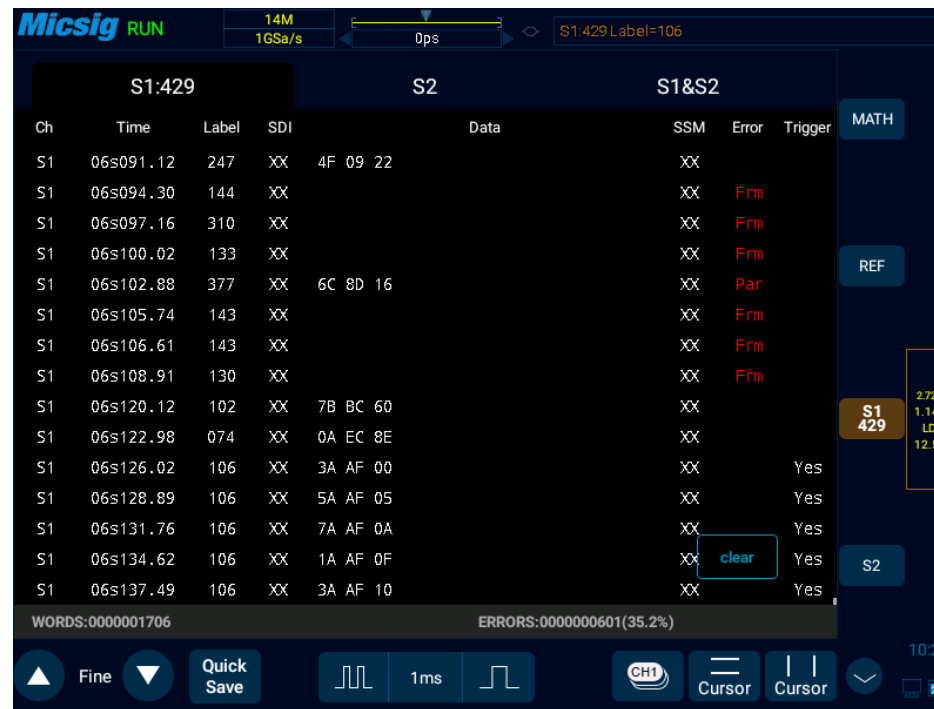 Micsig RUN 14M 1GSa/s 0ps S1:429 Label=106
S1:429 S2 S1&S2
Ch Time Label SDI Data SSM Error Trigger
S1 06s091.12 247 XX 4F 09 22 XX
S1 06s094.30 144 XX XX Frm
S1 06s097.16 310 XX XX Frm
S1 06s100.02 133 XX XX Frm
S1 06s102.88 377 XX 6C 8D 16 XX Par
S1 06s105.74 143 XX XX Frm
S1 06s106.61 143 XX XX Frm
S1 06s108.91 130 XX XX Frm
S1 06s120.12 102 XX 7B BC 60 XX
S1 06s122.98 074 XX 0A EC 8E XX
S1 06s126.02 106 XX 3A AF 00 XX Yes
S1 06s128.89 106 XX 5A AF 05 XX Yes
S1 06s131.76 106 XX 7A AF 0A XX Yes
S1 06s134.62 106 XX 1A AF 0F XX Yes
S1 06s137.49 106 XX 3A AF 10 XX Yes
clear
WORDS:0000001706 ERRORS:0000000601(35.2%)
MATH
REF
S1
429
S2
Fine Quick Save 1ms CH1 Cursor Cursor